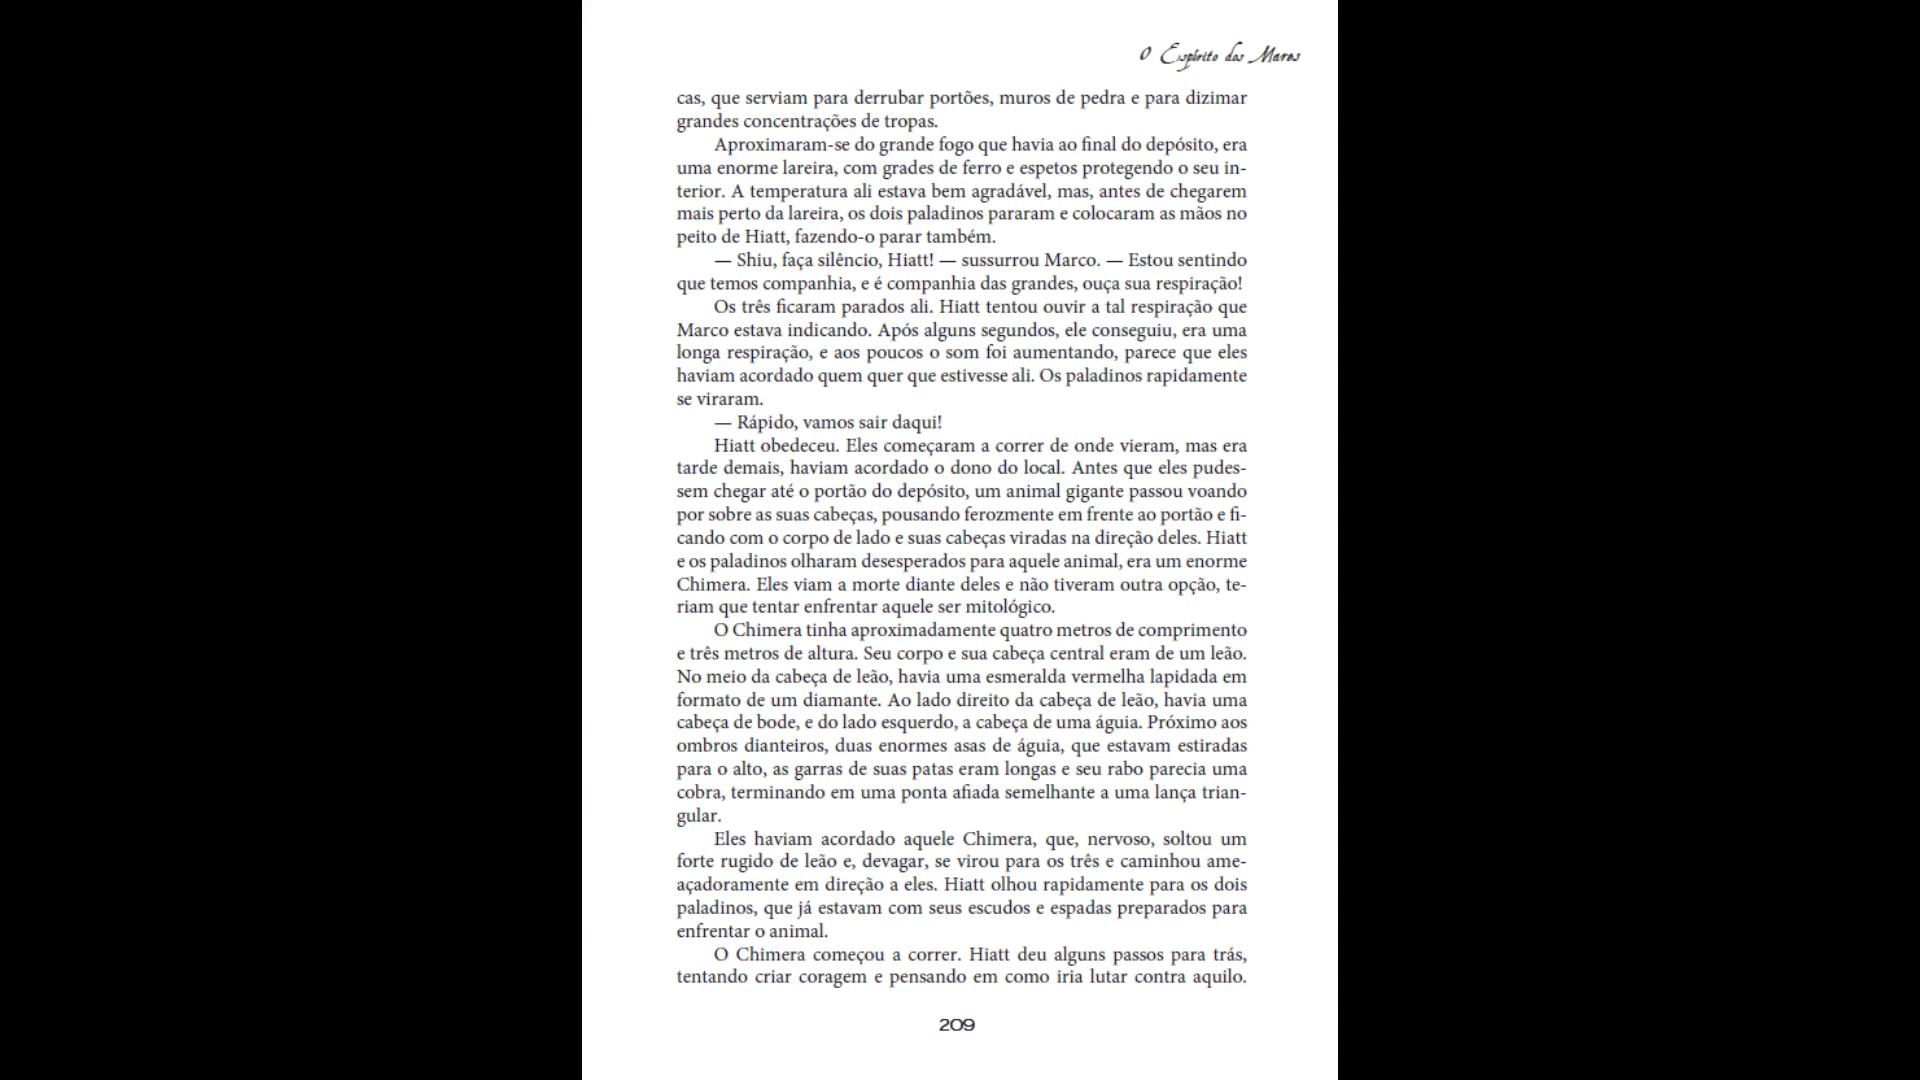 O Espírito dos Mares
cas, que serviam para derrubar portões, muros de pedra e para dizimar
grandes concentrações de tropas.
Aproximaram-se do grande fogo que havia ao final do depósito, era
uma enorme lareira, com grades de ferro e espetos protegendo o seu in-
terior. A temperatura ali estava bem agradável, mas, antes de chegarem
mais perto da lareira, os dois paladinos pararam e colocaram as mãos no
peito de Hiatt, fazendo-o parar também.
— Shiu, faça silêncio, Hiatt! — sussurrou Marco. — Estou sentindo
que temos companhia, e é companhia das grandes, ouça sua respiração!
Os três ficaram parados ali. Hiatt tentou ouvir a tal respiração que
Marco estava indicando. Após alguns segundos, ele conseguiu, era uma
longa respiração, e aos poucos o som foi aumentando, parece que eles
haviam acordado quem quer que estivesse ali. Os paladinos rapidamente
se viraram.
— Rápido, vamos sair daqui!
Hiatt obedeceu. Eles começaram a correr de onde vieram, mas era
tarde demais, haviam acordado o dono do local. Antes que eles pudes-
sem chegar até o portão do depósito, um animal gigante passou voando
por sobre as suas cabeças, pousando ferozmente em frente ao portão e fi-
cando com o corpo de lado e suas cabeças viradas na direção deles. Hiatt
e os paladinos olharam desesperados para aquele animal, era um enorme
Chimera. Eles viam a morte diante deles e não tiveram outra opção, te-
riam que tentar enfrentar aquele ser mitológico.
O Chimera tinha aproximadamente quatro metros de comprimento
e três metros de altura. Seu corpo e sua cabeça central eram de um leão.
No meio da cabeça de leão, havia uma esmeralda vermelha lapidada em
formato de um diamante. Ao lado direito da cabeça de leão, havia uma
cabeça de bode, e do lado esquerdo, a cabeça de uma águia. Próximo aos
ombros dianteiros, duas enormes asas de águia, que estavam estiradas
para o alto, as garras de suas patas eram longas e seu rabo parecia uma
cobra, terminando em uma ponta afiada semelhante a uma lança trian-
gular.
Eles haviam acordado aquele Chimera, que, nervoso, soltou um
forte rugido de leão e, devagar, se virou para os três e caminhou ame-
açadoramente em direção a eles. Hiatt olhou rapidamente para os dois
paladinos, que já estavam com seus escudos e espadas preparados para
enfrentar o animal.
O Chimera começou a correr. Hiatt deu alguns passos para trás,
tentando criar coragem e pensando em como iria lutar contra aquilo.
209